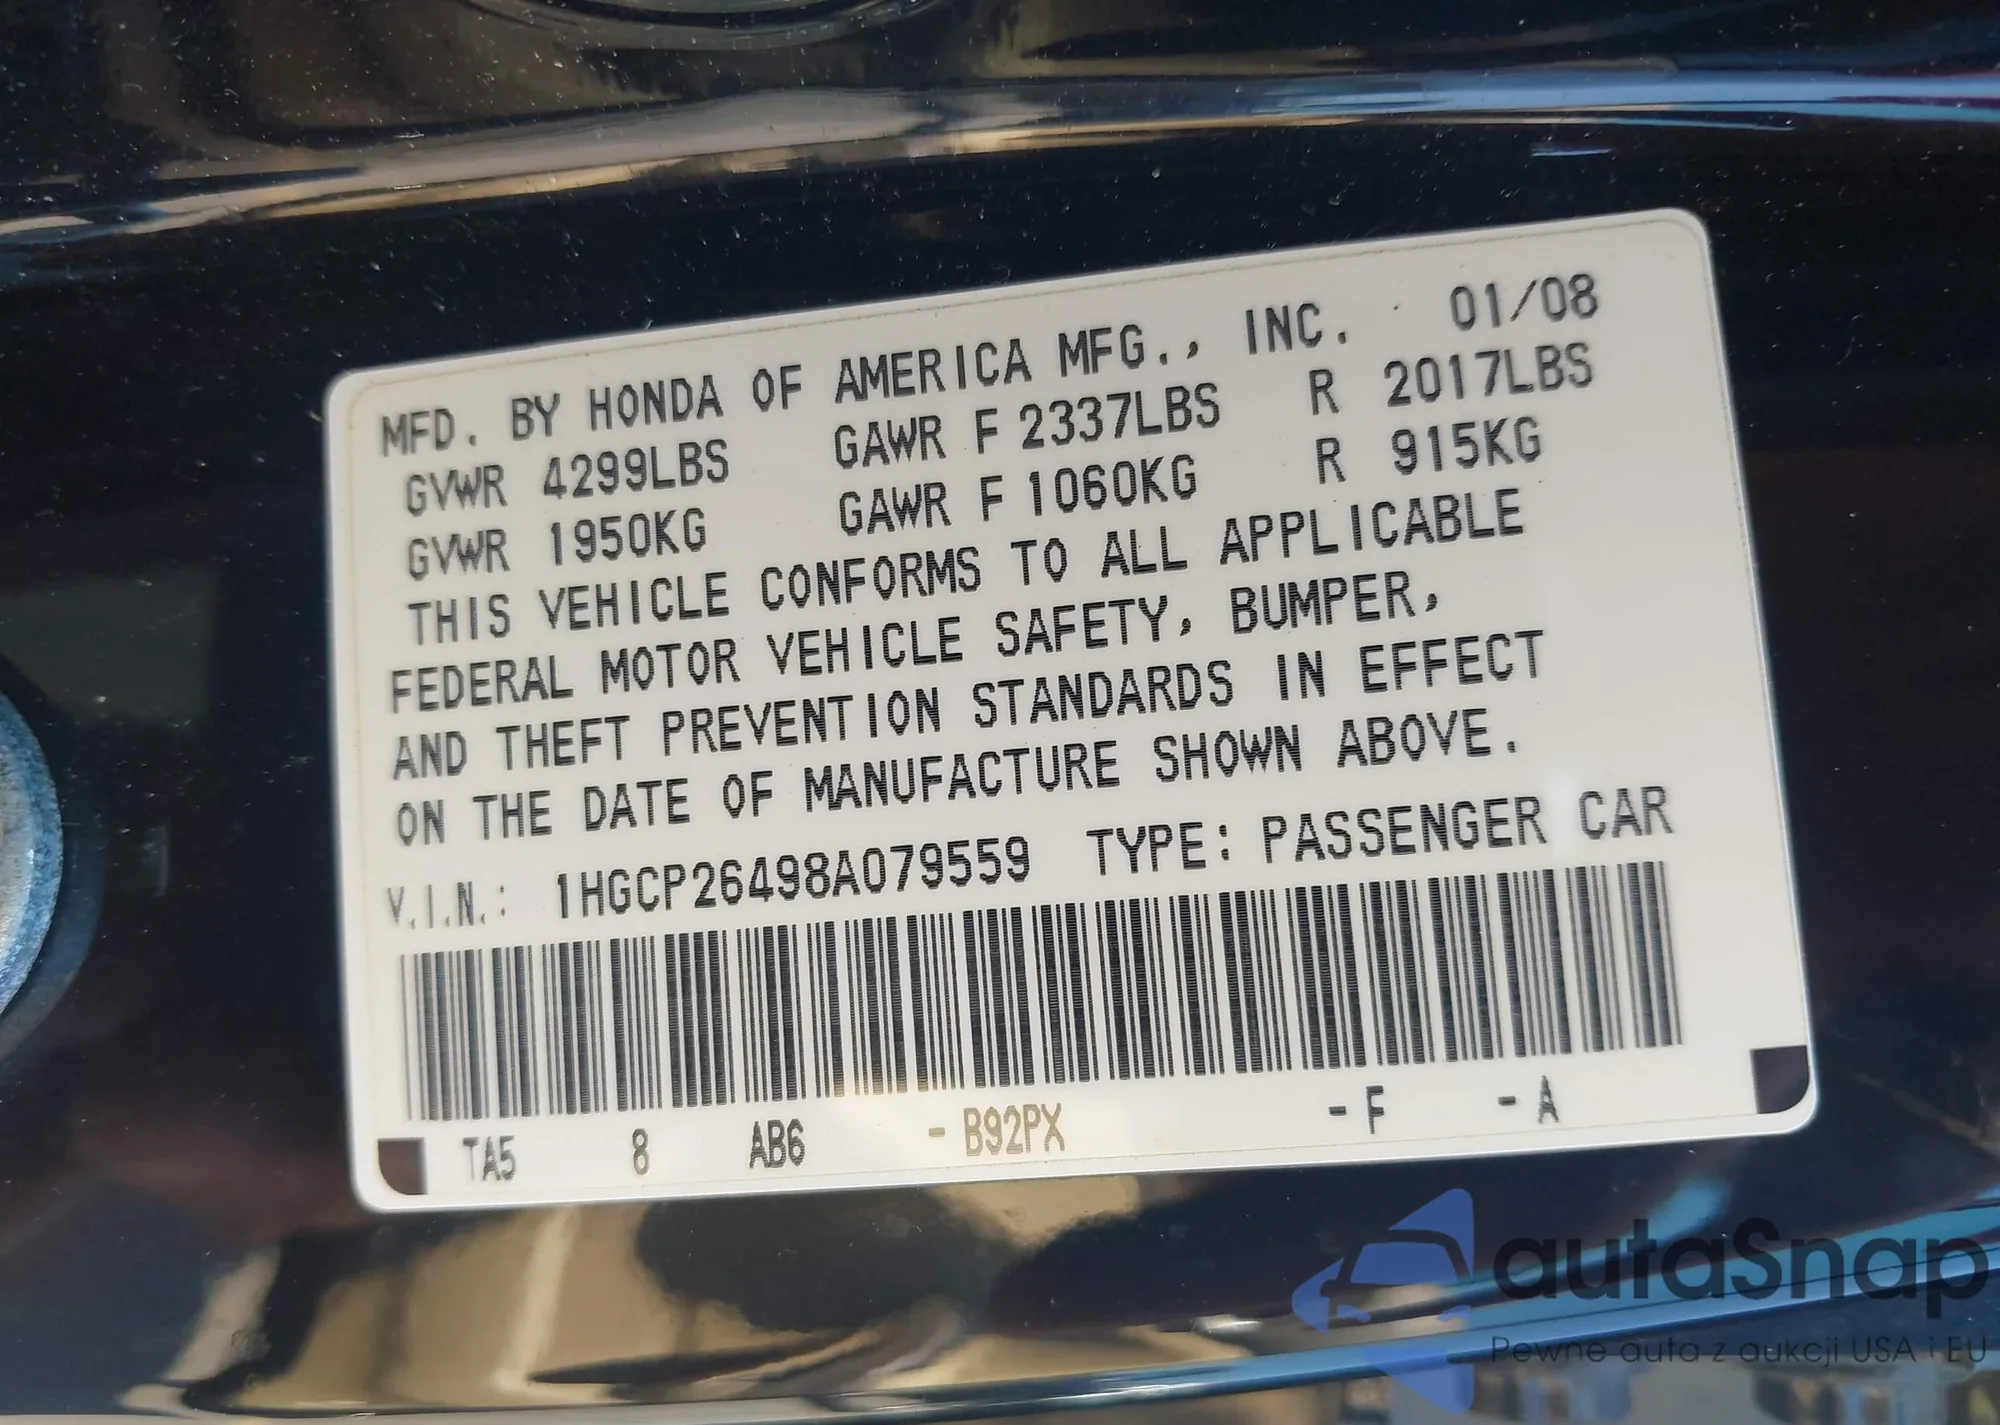 MFD. BY HONDA OF AMERICA MFG., INC. 01/08
GVWR 4299LBS GAWR F 2337LBS R 2017LBS
GVWR 1950KG GAWR F 1060KG R 915KG
THIS VEHICLE CONFORMS TO ALL APPLICABLE
FEDERAL MOTOR VEHICLE SAFETY, BUMPER,
AND THEFT PREVENTION STANDARDS IN EFFECT
ON THE DATE OF MANUFACTURE SHOWN ABOVE.
V.I.N.: 1HGCP26498A079559 TYPE: PASSENGER CAR
TA5 8 AB6 - B92PX - F - A
autaSnap
Pewne auta z aukcji USA i EU